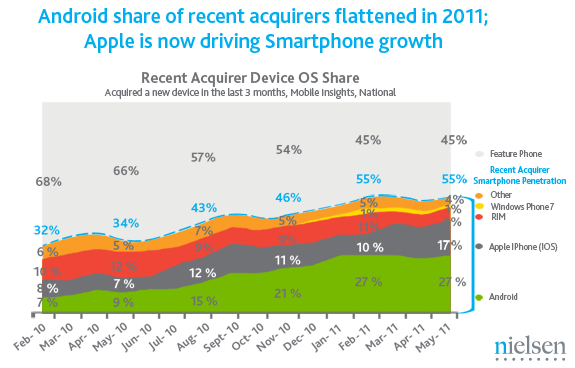 Android share of recent acquirers flattened in 2011;
Apple is now driving Smartphone growth
Recent Acquirer Device OS Share
Acquired a new device in the last 3 months, Mobile Insights, National
68%
66%
57%
54%
45%
45%
32%
34%
43%
46%
55%
55%
6 %
5 %
7%
5%
5%
4%
1%
3%
10 %
12 %
9%
11%
8 %
7 %
12 %
11 %
10 %
17 %
7 %
9 %
15 %
21 %
27 %
27 %
Feature Phone
Recent Acquirer
Smartphone Penetration
Other
Windows Phone7
RIM
Apple IPhone (IOS)
Android
Feb- 10
Mar- 10
Apr- 10
May- 10
Jun- 10
Jul- 10
Aug- 10
Sept- 10
Oct- 10
Nov- 10
Dec- 10
Jan- 11
Feb- 11
Mar- 11
Apr- 11
May- 11
nielsen